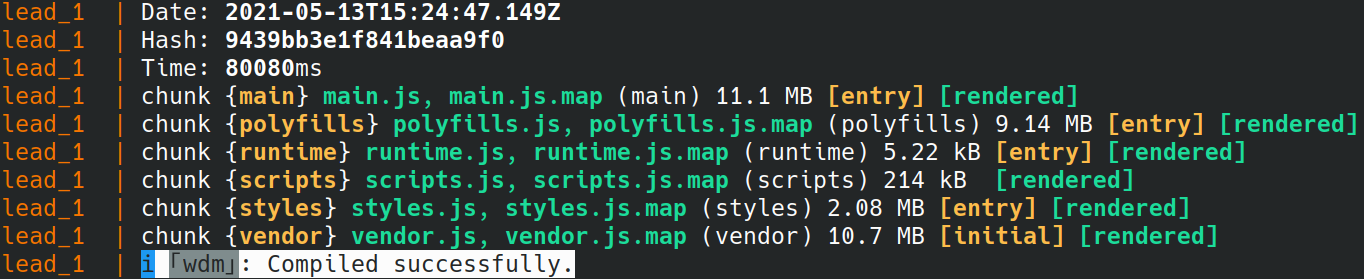 lead_1  | Date: 2021-05-13T15:24:47.149Z
lead_1  | Hash: 9439bb3e1f841beaa9f0
lead_1  | Time: 80080ms
lead_1  | chunk {main} main.js, main.js.map (main) 11.1 MB [entry] [rendered]
lead_1  | chunk {polyfills} polyfills.js, polyfills.js.map (polyfills) 9.14 MB [entry] [rendered]
lead_1  | chunk {runtime} runtime.js, runtime.js.map (runtime) 5.22 kB [entry] [rendered]
lead_1  | chunk {scripts} scripts.js, scripts.js.map (scripts) 214 kB  [rendered]
lead_1  | chunk {styles} styles.js, styles.js.map (styles) 2.08 MB [entry] [rendered]
lead_1  | chunk {vendor} vendor.js, vendor.js.map (vendor) 10.7 MB [initial] [rendered]
lead_1  | i 「wdm」: Compiled successfully.